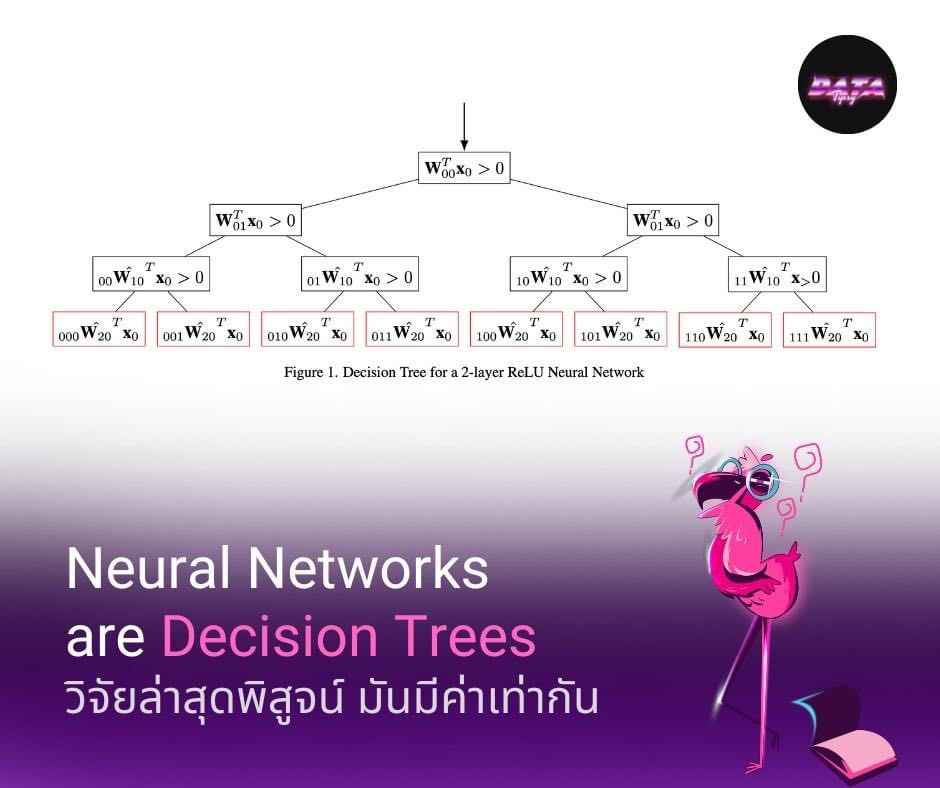 DATA
Tipsy
W₀₀ᵀx₀ > 0
W₀₁ᵀx₀ > 0 W₀₁ᵀx₀ > 0
₀₀Ŵ₁₀ᵀx₀ > 0 ₀₁Ŵ₁₀ᵀx₀ > 0 ₁₀Ŵ₁₀ᵀx₀ > 0 ₁₁Ŵ₁₀ᵀx>0
₀₀₀Ŵ₂₀ᵀx₀ ₀₀₁Ŵ₂₀ᵀx₀ ₀₁₀Ŵ₂₀ᵀx₀ ₀₁₁Ŵ₂₀ᵀx₀ ₁₀₀Ŵ₂₀ᵀx₀ ₁₀₁Ŵ₂₀ᵀx₀ ₁₁₀Ŵ₂₀ᵀx₀ ₁₁₁Ŵ₂₀ᵀx₀
Figure 1. Decision Tree for a 2-layer ReLU Neural Network
Neural Networks
are Decision Trees
วิจัยล่าสุดพิสูจน์ มันมีค่าเท่ากัน